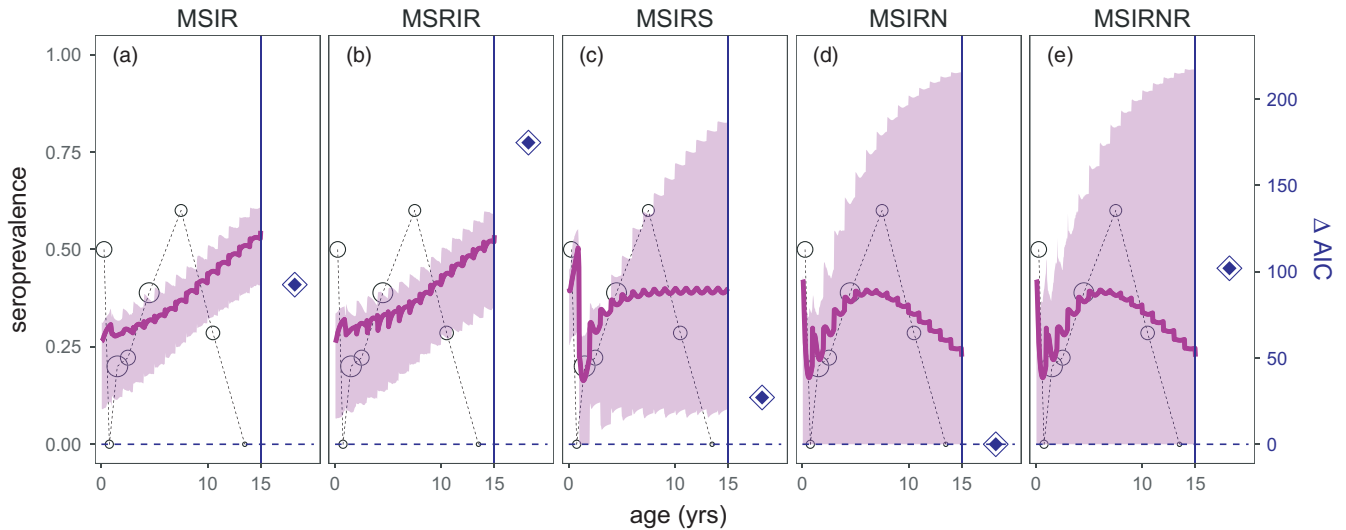 MSIR MSRIR MSIRS MSIRN MSIRNR
(a) (b) (c) (d) (e)
1.00
0.75
0.50
0.25
0.00
seroprevalence
200
150
100
50
0
Δ AIC
0 10 15 0 10 15 0 10 15 0 10 15 0 10 15
age (yrs)